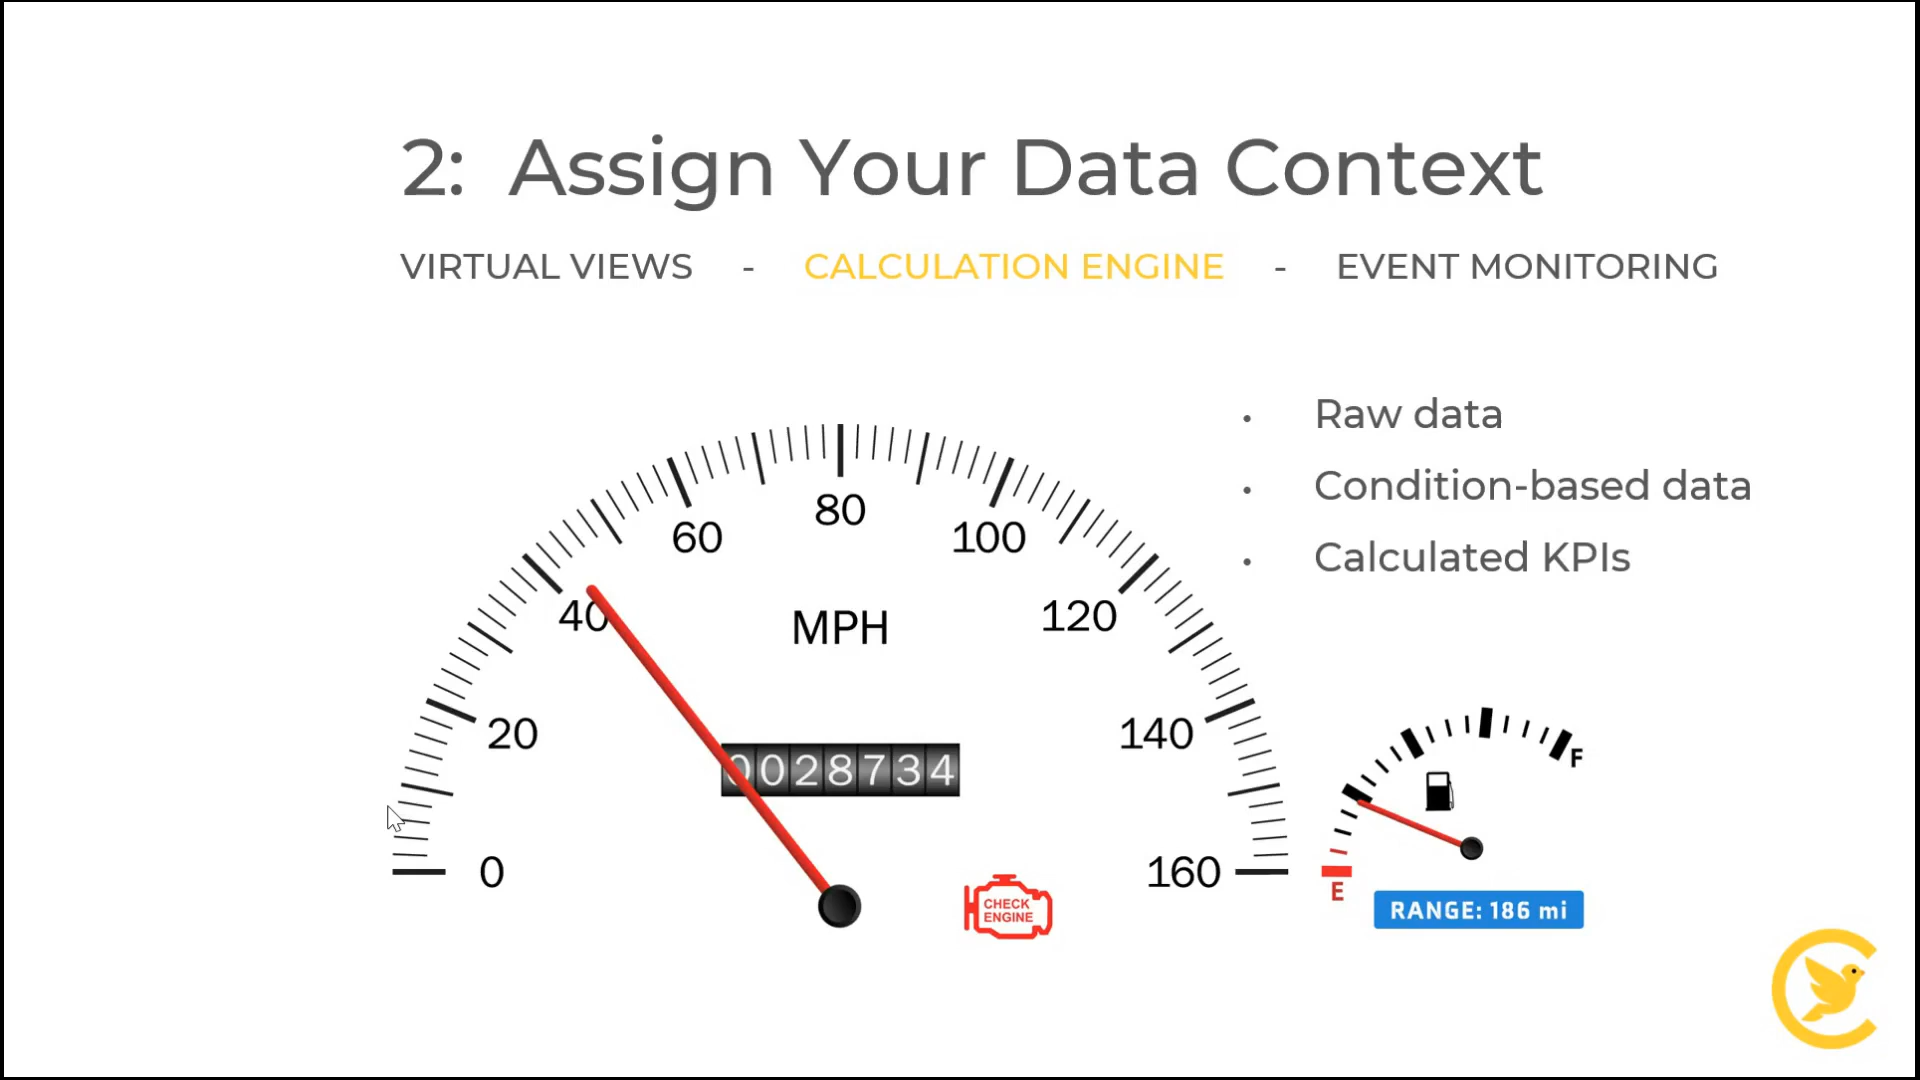 2: Assign Your Data Context
VIRTUAL VIEWS - CALCULATION ENGINE - EVENT MONITORING
• Raw data
• Condition-based data
• Calculated KPIs
0
20
40
60
80
100
120
140
160
MPH
0028734
CHECK
ENGINE
F
E
RANGE: 186 mi